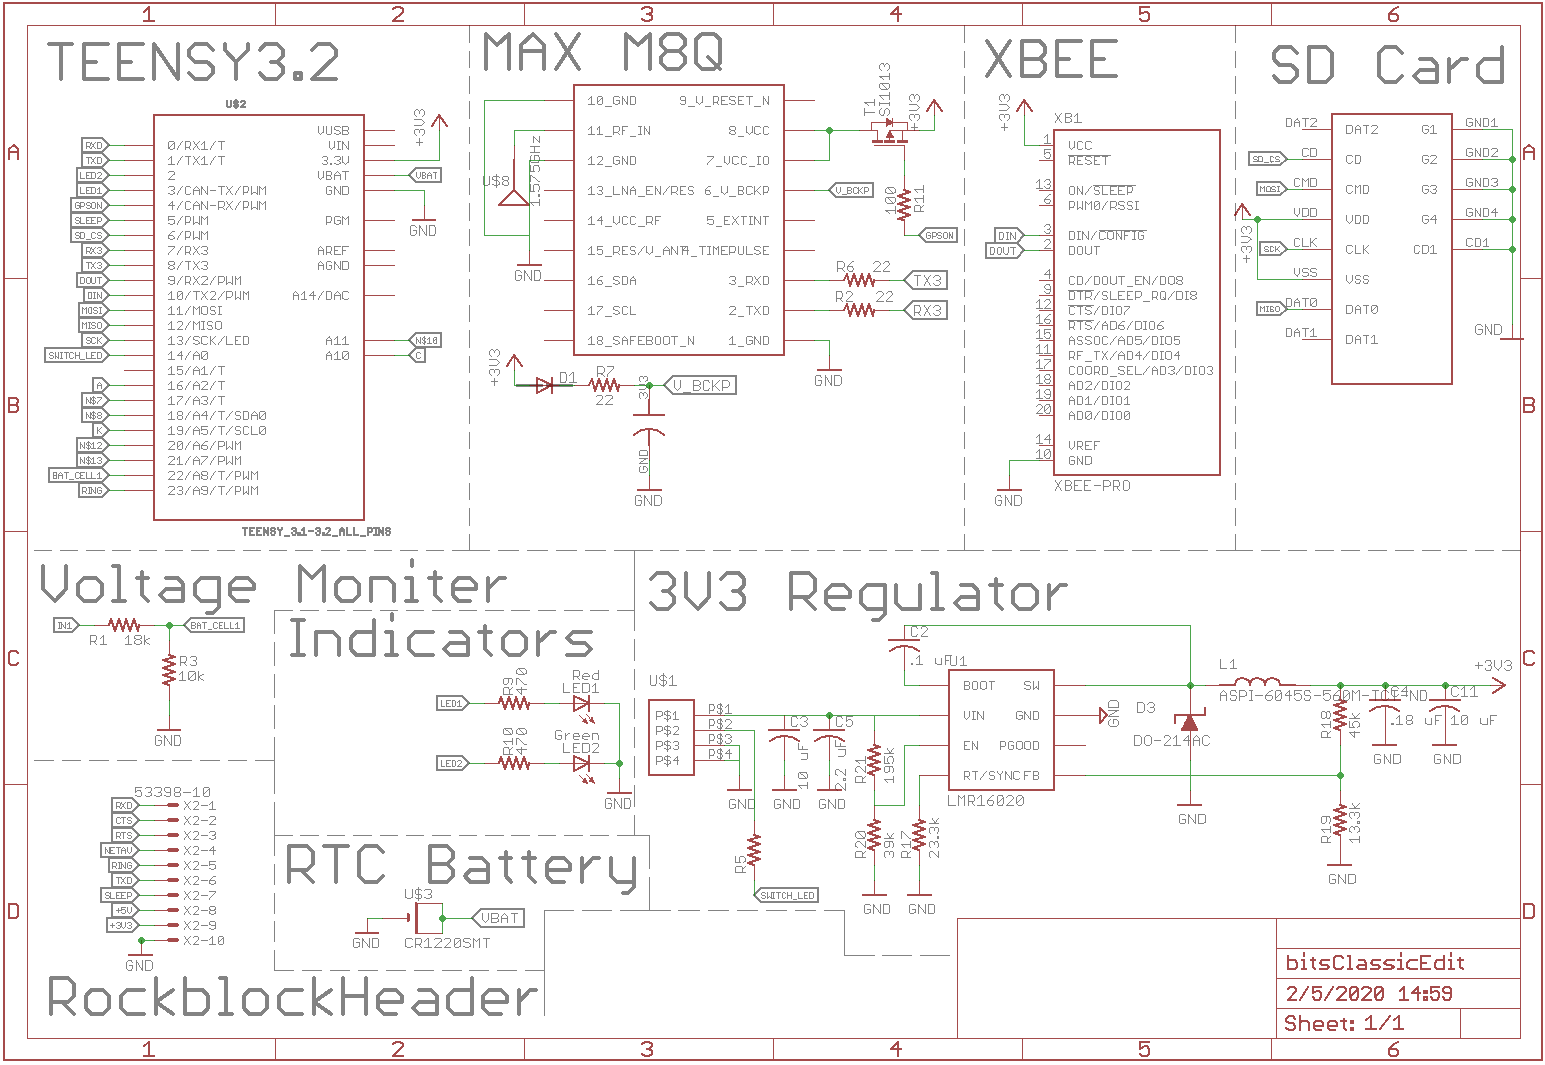 1 2 3 4 5 6
A
B
C
D
TEENSY3.2
U$2
RXD 0/RX1/T
TXD 1/TX1/T
LED2 2
LED1 3/CAN-TX/PWM
GPSON 4/CAN-RX/PWM
SLEEP 5/PWM
SD_CS 6/PWM
RX3 7/RX3
TX3 8/TX3
DOUT 9/RX2/PWM
DIN 10/TX2/PWM
MOSI 11/MOSI
MISO 12/MISO
SCK 13/SCK/LED
SWITCH_LED 14/A0
15/A1/T
A 16/A2/T
N$7 17/A3/T
N$8 18/A4/T/SDA0
K 19/A5/T/SCL0
N$12 20/A6/PWM
N$13 21/A7/PWM
BAT_CELL1 22/A8/T/PWM
RING 23/A9/T/PWM
VUSB
VIN
3.3V
+3V3
VBAT VBAT
GND
GND
PGM
AREF
AGND
A14/DAC
A11 N$10
A10 C
TEENSY_3.1-3.2_ALL_PINS
MAX M8Q
10_GND
11_RF_IN
12_GND
13_LNA_EN/RES
14_VCC_RF
15_RES/V_ANT
16_SDA
17_SCL
18_SAFEBOOT_N
9_V_RESET_N
8_VCC
7_VCC_IO
6_V_BCKP
5_EXTINT
4_TIMEPULSE
3_RXD
2_TXD
1_GND
U$8
1.575GHz
GND
T1
SI1013
+3V3
V_BCKP
100
R11
GPSON
R6 22 TX3
R2 22 RX3
GND
+3V3
D1
R7
22
V_BCKP
GND
GND
XBEE
+3V3
XB1
1 VCC
5 RESET
13 ON/SLEEP
6 PWM0/RSSI
DIN 3 DIN/CONFIG
DOUT 2 DOUT
4 CD/DOUT_EN/DO8
9 DTR/SLEEP_RQ/DI8
12 CTS/DIO7
16 RTS/AD6/DIO6
15 ASSOC/AD5/DIO5
11 RF_TX/AD4/DIO4
17 COORD_SEL/AD3/DIO3
18 AD2/DIO2
19 AD1/DIO1
20 AD0/DIO0
14 VREF
10 GND
GND
XBEE-PRO
SD Card
DAT2 DAT2 G1 GND1
SD_CS CD CD G2 GND2
MOSI CMD CMD G3 GND3
VDD VDD G4 GND4
+3V3
SCK CLK CLK CD1 CD1
VSS VSS
MISO DAT0 DAT0
DAT1 DAT1
GND
Voltage Moniter
IN1
R1 18k
BAT_CELL1
R3
10k
GND
Indicators
LED1
R9
470
Red
LED1
Green
LED2
LED2
R10
470
GND
3V3 Regulator
U$1
P$1 P$1
P$2 P$2
P$3 P$3
P$4 P$4
GND
R5
SWITCH_LED
C3
10 uF
GND
C5
2.2 uF
GND
R21
195k
R20
39k
GND
R17
23.3k
GND
C2
.1 uF
U1
BOOT SW
VIN GND
EN PGOOD
RT/SYNC FB
LMR16020
GND
D3
DO-214AC
GND
L1
ASPI-6045S-560M-TCT-ND
R18
45k
R19
13.3k
GND
C4
.18 uF
GND
C11
10 uF
GND
+3V3
53398-10
RXD X2-1
CTS X2-2
RTS X2-3
NETAV X2-4
RING X2-5
TXD X2-6
SLEEP X2-7
+5V X2-8
+3V3 X2-9
X2-10
GND
RockblockHeader
RTC Battery
U$3
GND
VBAT
CR1220SMT
bitsClassicEdit
2/5/2020 14:59
Sheet: 1/1
A
B
C
D
1 2 3 4 5 6